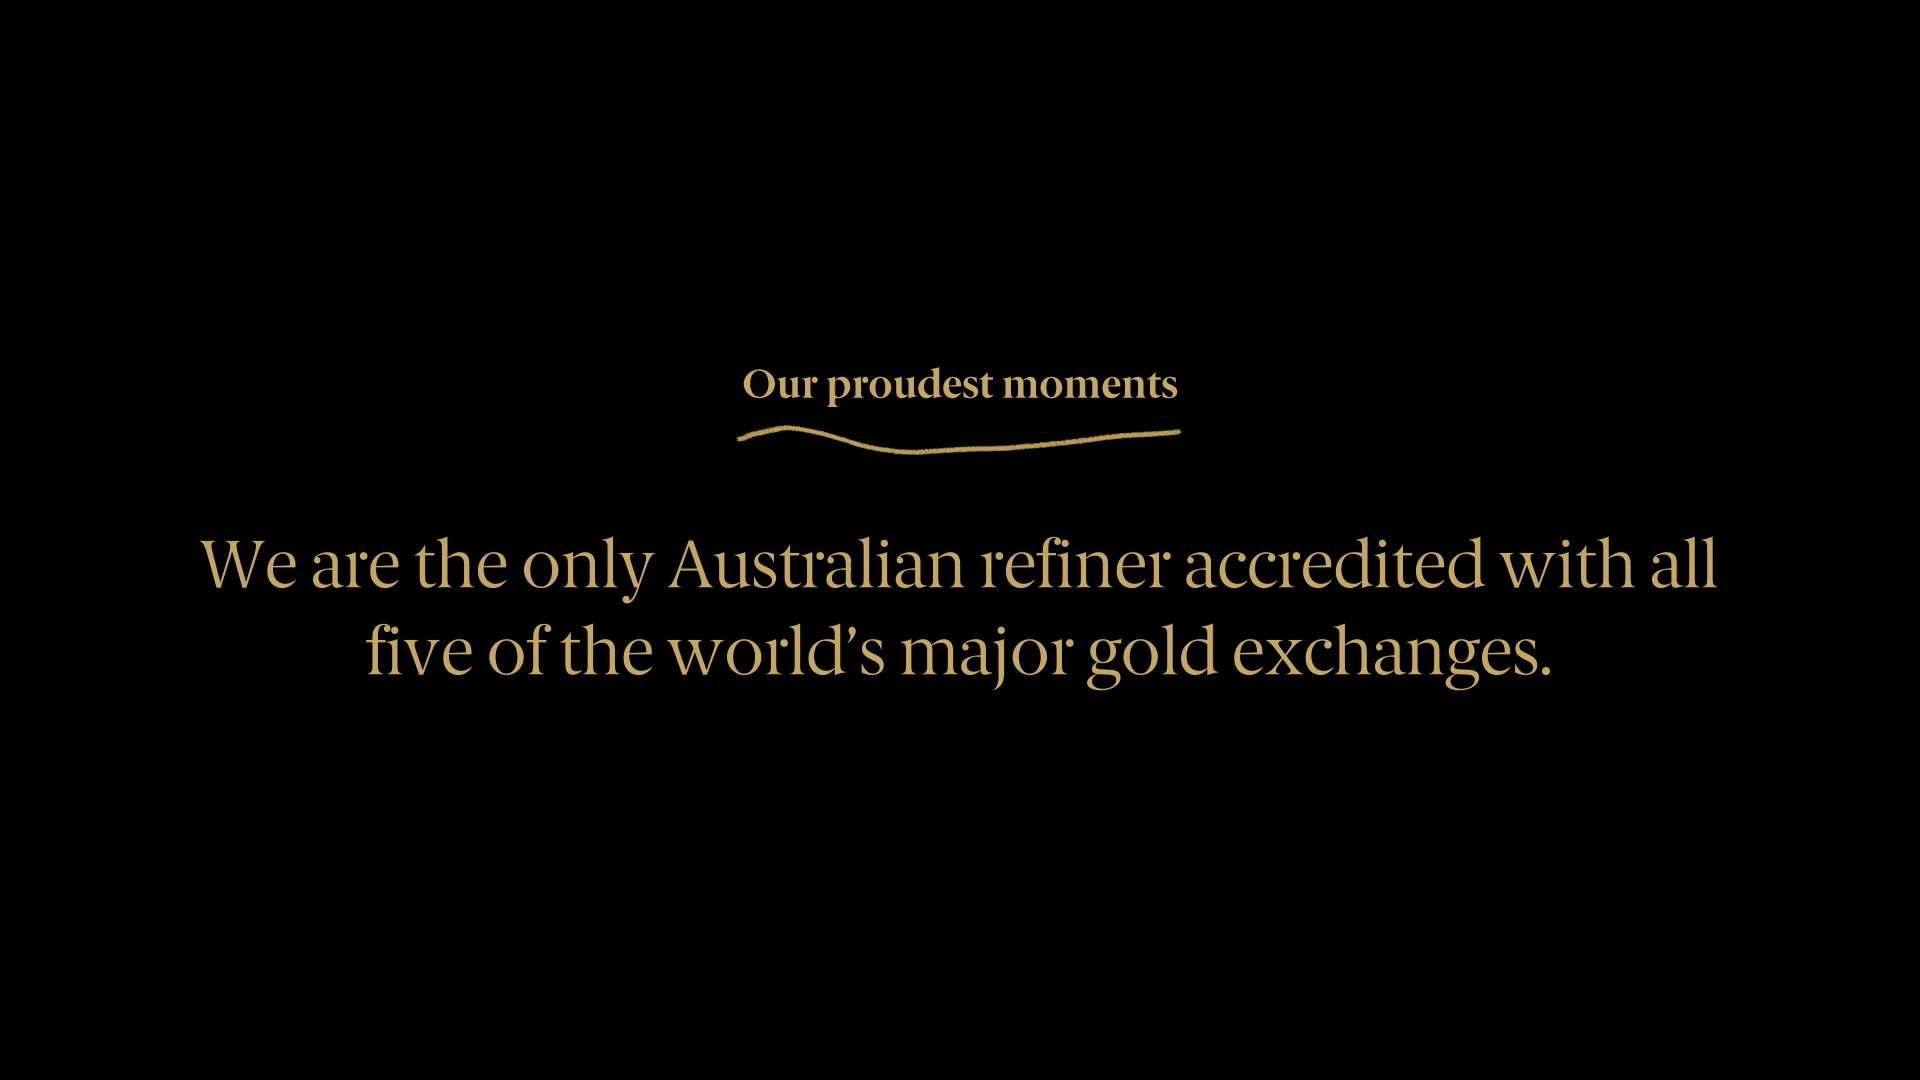 Our proudest moments
We are the only Australian refiner accredited with all
five of the world’s major gold exchanges.